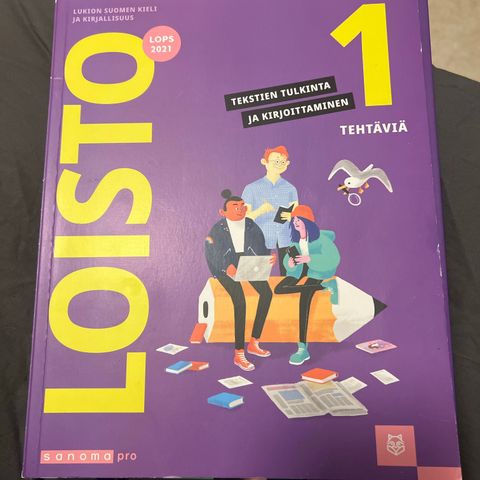 LUKION SUOMEN KIELI
JA KIRJALLISUUS
LOPS
2021
LOISTO
1
TEKSTIEN TULKINTA
JA KIRJOITTAMINEN
TEHTÄVIÄ
sanoma pro